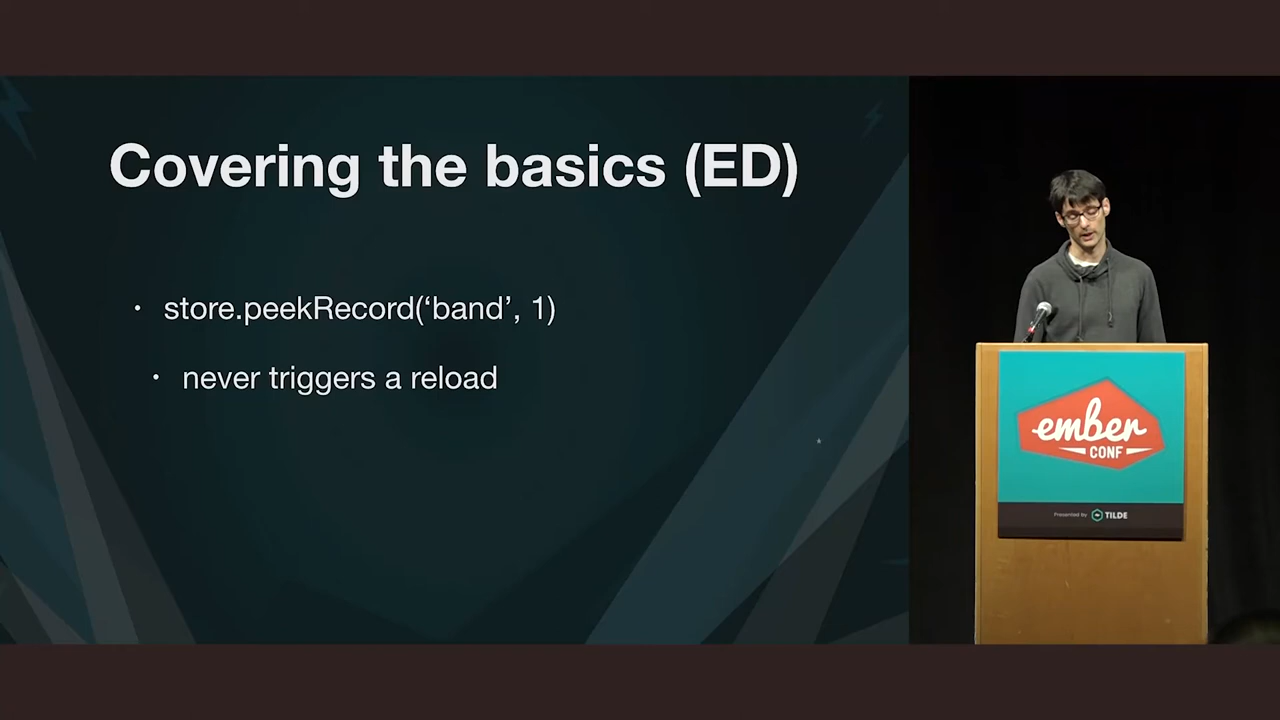 Covering the basics (ED)
• store.peekRecord(‘band’, 1)
• never triggers a reload
ember
CONF
Presented by TILDE